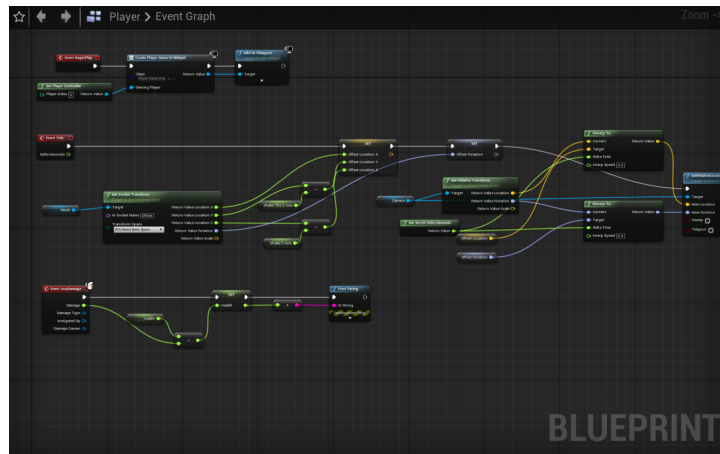 Player > Event Graph
Zoom
Event BeginPlay
Create Player Game UI Widget
Class
Return Value
Owning Player
Add to Viewport
Target
Get Player Controller
Player Index
Return Value
Event Tick
Delta Seconds
SET
Offset Location X
Offset Location Y
Offset Location Z
SET
Offset Rotation
Get Socket Transform
Target
In Socket Name
Transform Space
RTS Parent Bone Space
Return Value Location X
Return Value Location Y
Return Value Location Z
Return Value Rotation
Return Value Scale
Mesh
Camera
Get Relative Transform
Target
Return Value Location
Return Value Rotation
Return Value Scale
Get World Delta Seconds
Return Value
Offset Location
Offset Rotation
VInterp To
Current
Target
Delta Time
Interp Speed
Return Value
RInterp To
Current
Target
Delta Time
Interp Speed
Return Value
Target
New Location
New Rotation
Sweep
Teleport
Event AnyDamage
Damage
Damage Type
Instigated By
Damage Causer
Health
SET
Health
Print String
In String
BLUEPRINT